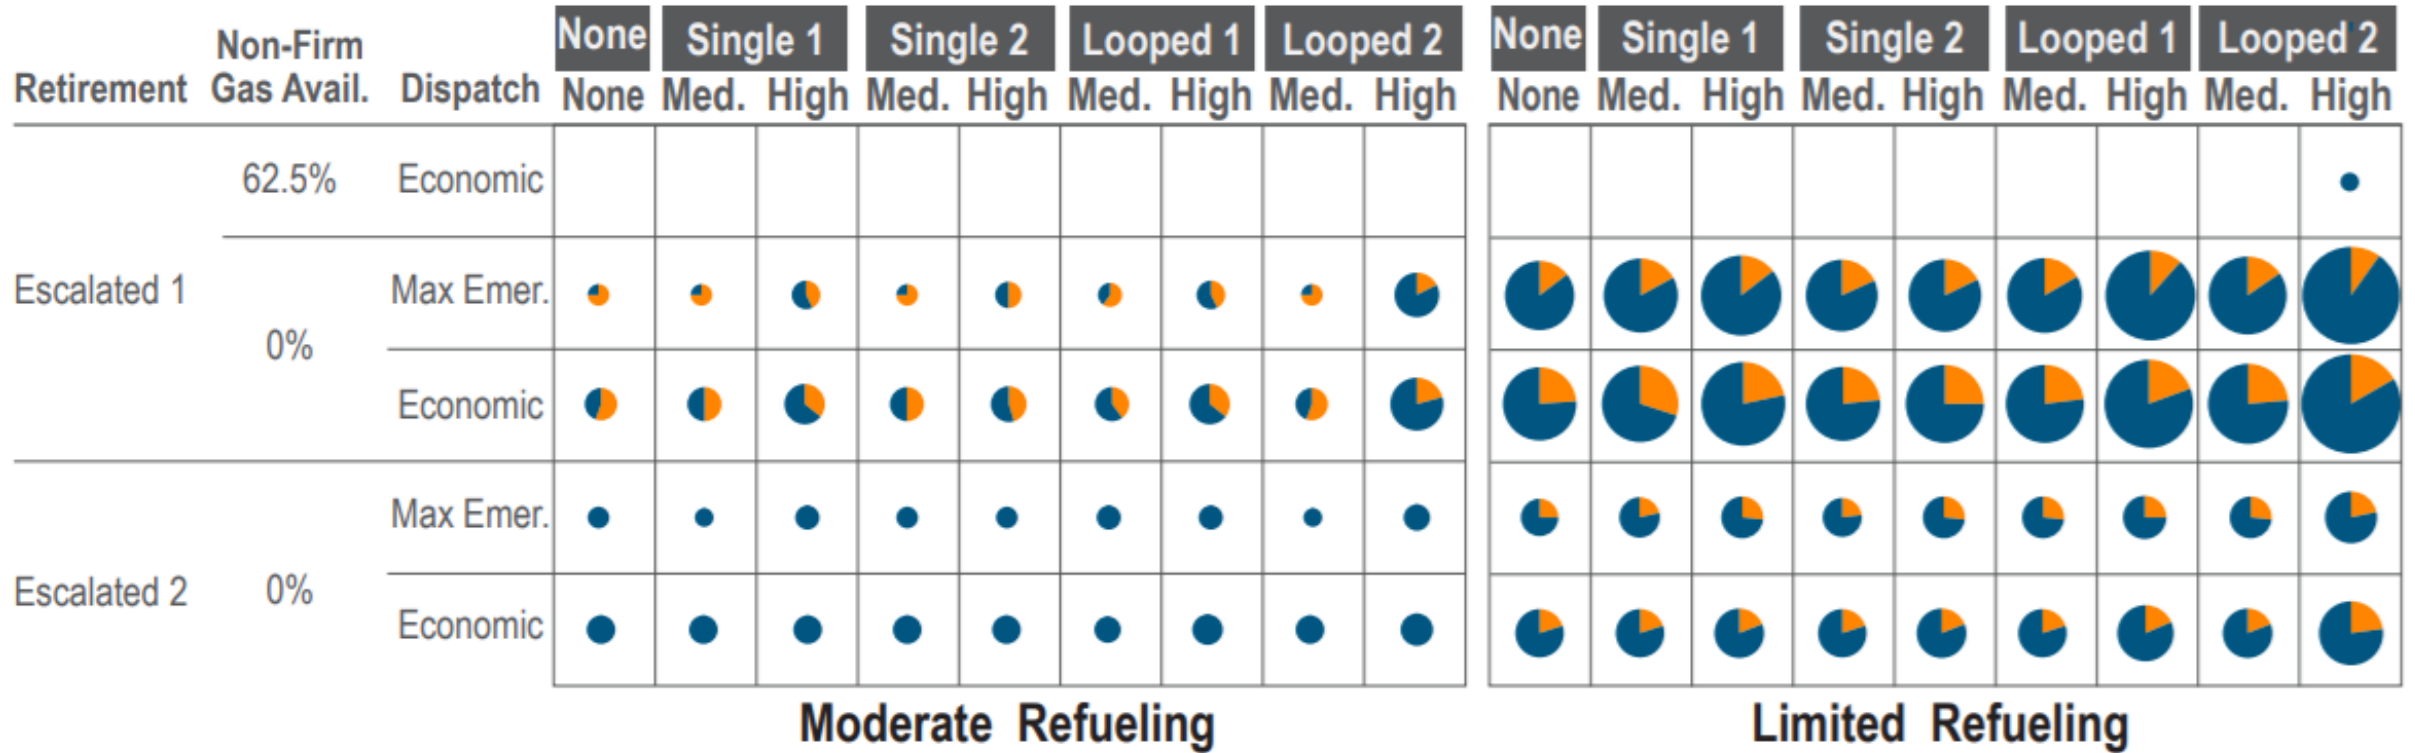 None Single 1 Single 2 Looped 1 Looped 2 None Single 1 Single 2 Looped 1 Looped 2
Non-Firm
Retirement Gas Avail. Dispatch None Med. High Med. High Med. High Med. High None Med. High Med. High Med. High Med. High
62.5% Economic
Escalated 1 Max Emer.
0%
Economic
Max Emer.
Escalated 2 0%
Economic
Moderate Refueling Limited Refueling